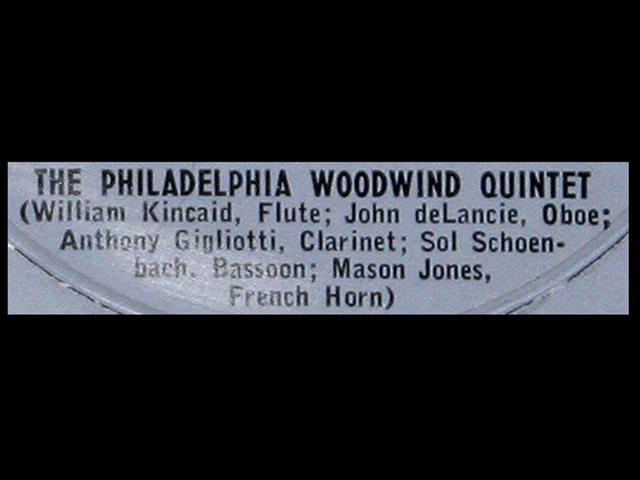 THE PHILADELPHIA WOODWIND QUINTET
(William Kincaid, Flute; John deLancie, Oboe;
Anthony Gigliotti, Clarinet; Sol Schoen-
bach, Bassoon; Mason Jones,
French Horn)